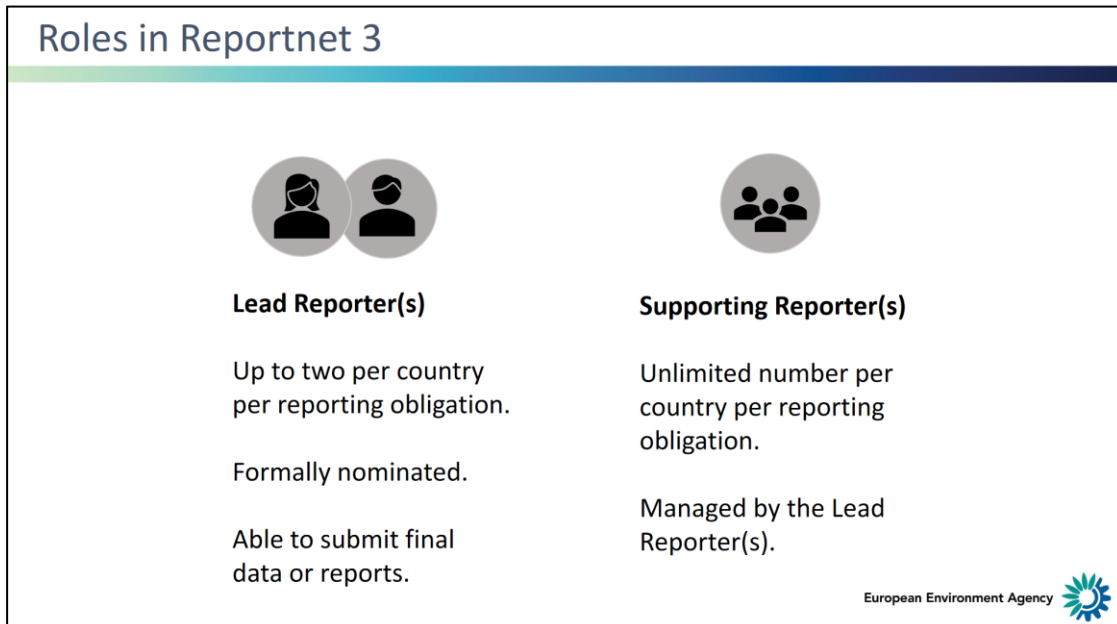 Roles in Reportnet 3
Lead Reporter(s)
Up to two per country
per reporting obligation.
Formally nominated.
Able to submit final
data or reports.
Supporting Reporter(s)
Unlimited number per
country per reporting
obligation.
Managed by the Lead
Reporter(s).
European Environment Agency